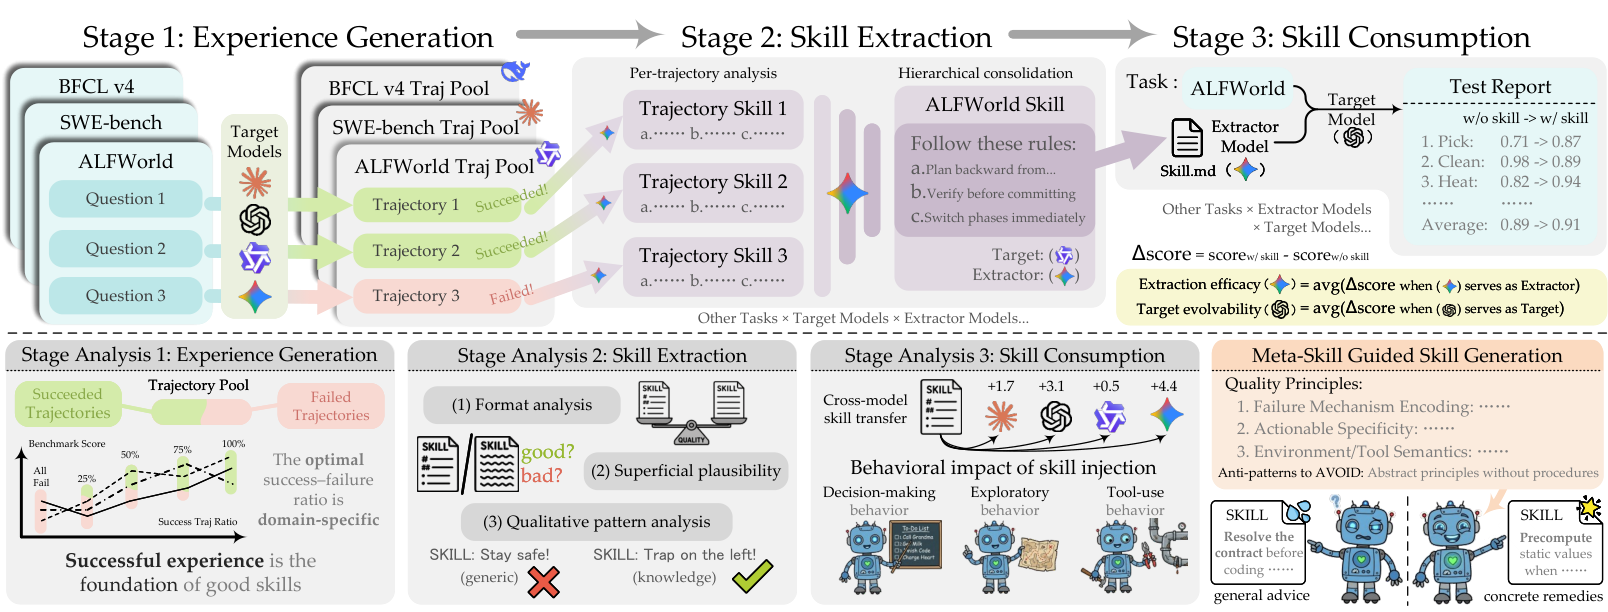 Stage 1: Experience Generation
Stage 2: Skill Extraction
Stage 3: Skill Consumption
BFCL v4
SWE-bench
ALFWorld
Question 1
Question 2
Question 3
Target
Models
BFCL v4 Traj Pool
SWE-bench Traj Pool
ALFWorld Traj Pool
Trajectory 1
Succeeded!
Trajectory 2
Succeeded!
Trajectory 3
Failed!
Per-trajectory analysis
Trajectory Skill 1
a.······ b.······ c.······
Trajectory Skill 2
a.······ b.······ c.······
Trajectory Skill 3
a.······ b.······ c.······
Hierarchical consolidation
ALFWorld Skill
Follow these rules:
a.Plan backward from...
b.Verify before committing
c.Switch phases immediately
Target: ( )
Extractor: ( )
Other Tasks × Target Models × Extractor Models...
Task :
ALFWorld
Skill.md
Extractor
Model
( )
Target
Model
( )
Test Report
w/o skill -> w/ skill
1. Pick: 0.71 -> 0.87
2. Clean: 0.98 -> 0.89
3. Heat: 0.82 -> 0.94
······ ······
Average: 0.89 -> 0.91
Other Tasks × Extractor Models
× Target Models...
Δscore = scorew/ skill - scorew/o skill
Extraction efficacy ( ) = avg(Δscore when ( ) serves as Extractor)
Target evolvability ( ) = avg(Δscore when ( ) serves as Target)
Stage Analysis 1: Experience Generation
Succeeded
Trajectories
Trajectory Pool
Failed
Trajectories
Benchmark Score
All
Fail
25%
50%
75%
100%
Success Traj Ratio
The optimal
success–failure
ratio is
domain-specific
Successful experience is the
foundation of good skills
Stage Analysis 2: Skill Extraction
(1) Format analysis
SKILL
SKILL
QUALITY
SKILL
/
SKILL
good?
bad?
(2) Superficial plausibility
(3) Qualitative pattern analysis
SKILL: Stay safe!
(generic)
SKILL: Trap on the left!
(knowledge)
Stage Analysis 3: Skill Consumption
Cross-model
skill transfer
SKILL
+1.7
+3.1
+0.5
+4.4
Behavioral impact of skill injection
Decision-making
behavior
Exploratory
behavior
Tool-use
behavior
To-Do List
Call Grandma
Milk
Finish Code
Change Heart
Meta-Skill Guided Skill Generation
Quality Principles:
1. Failure Mechanism Encoding: ······
2. Actionable Specificity: ······
3. Environment/Tool Semantics: ······
Anti-patterns to AVOID: Abstract principles without procedures
SKILL
Resolve the
contract before
coding ······
general advice
?
SKILL
Precompute
static values
when ······
concrete remedies